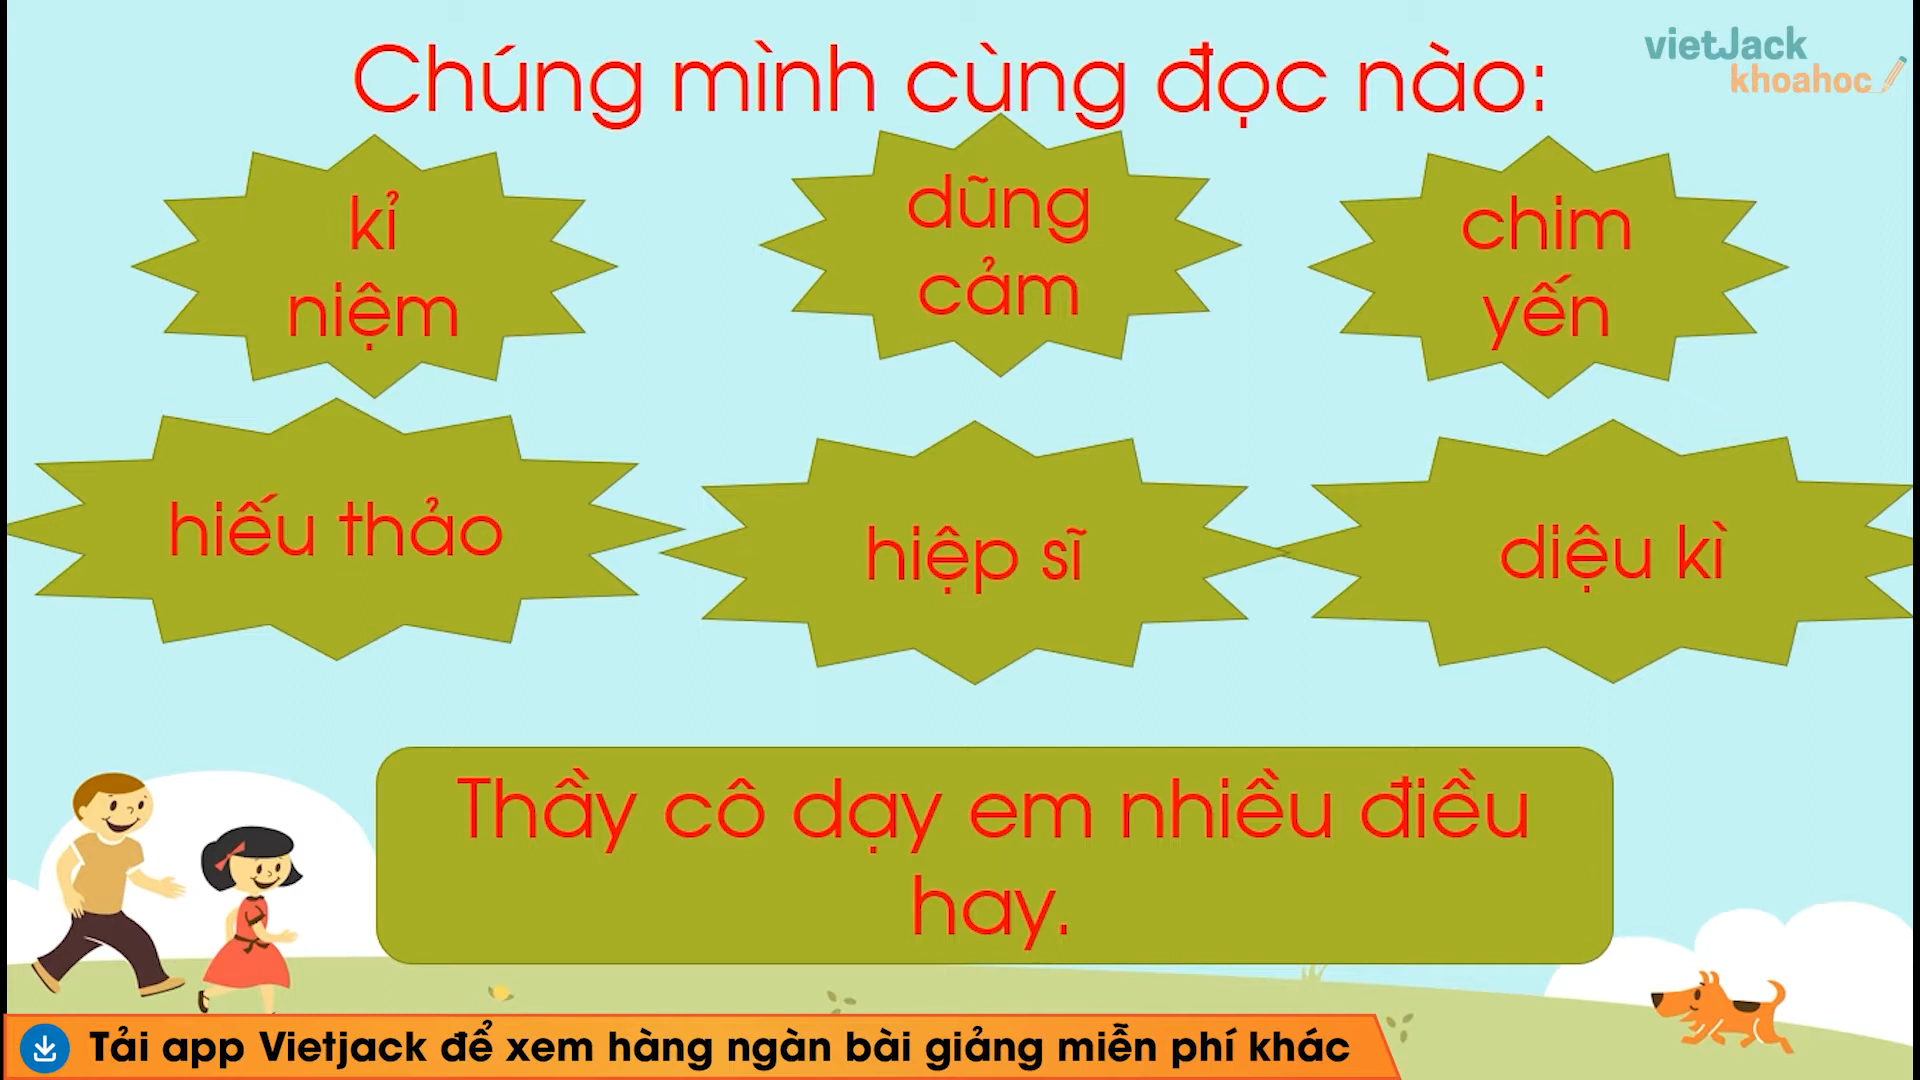 Chúng mình cùng đọc nào:
vietJack
khoahoc
kỉ
niệm
dũng
cảm
chim
yến
hiếu thảo
hiệp sĩ
diệu kì
Thầy cô dạy em nhiều điều
hay.
Tải app Vietjack để xem hàng ngàn bài giảng miễn phí khác